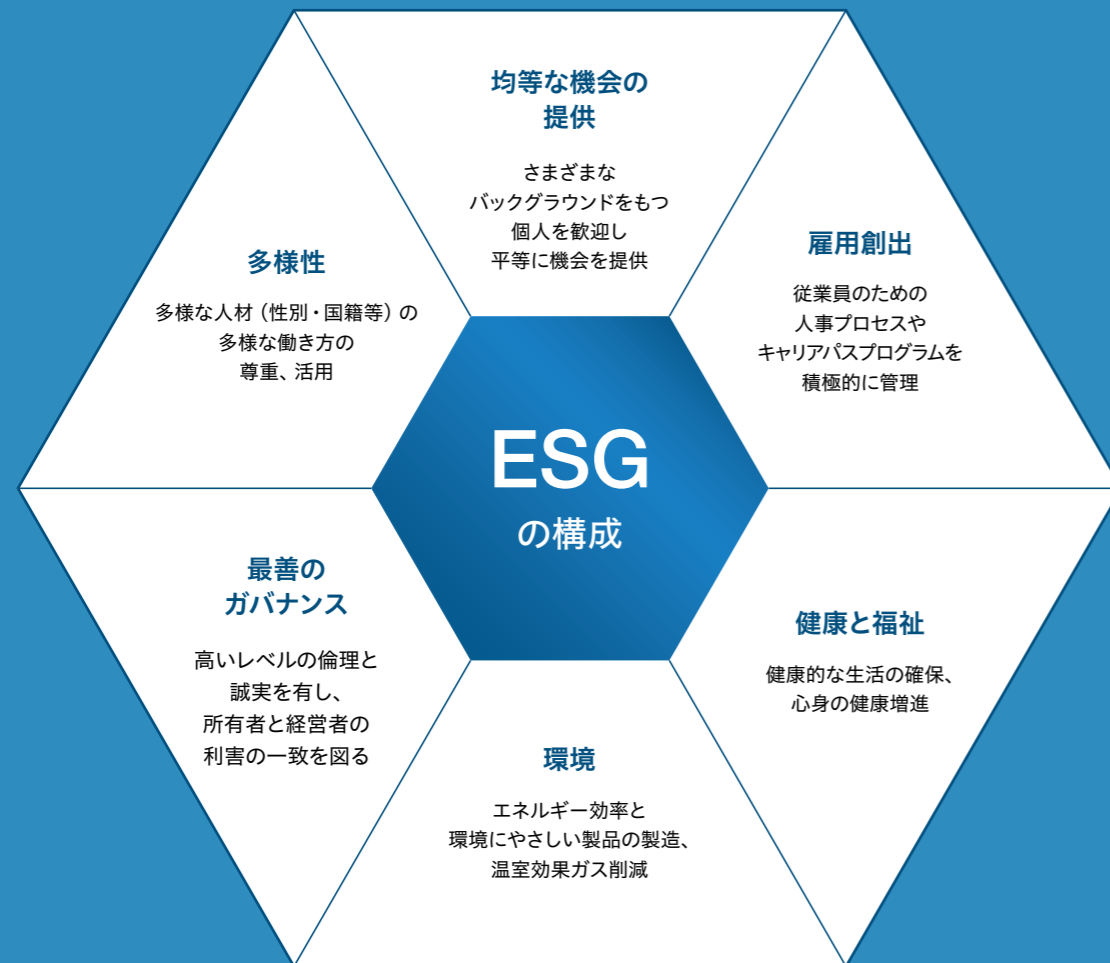 均等な機会の
提供
さまざまな
バックグラウンドをもつ
個人を歓迎し
平等に機会を提供
雇用創出
従業員のための
人事プロセスや
キャリアパスプログラムを
積極的に管理
多様性
多様な人材（性別・国籍等）の
多様な働き方の
尊重、活用
ESG
の構成
最善の
ガバナンス
高いレベルの倫理と
誠実を有し、
所有者と経営者の
利害の一致を図る
健康と福祉
健康的な生活の確保、
心身の健康増進
環境
エネルギー効率と
環境にやさしい製品の製造、
温室効果ガス削減